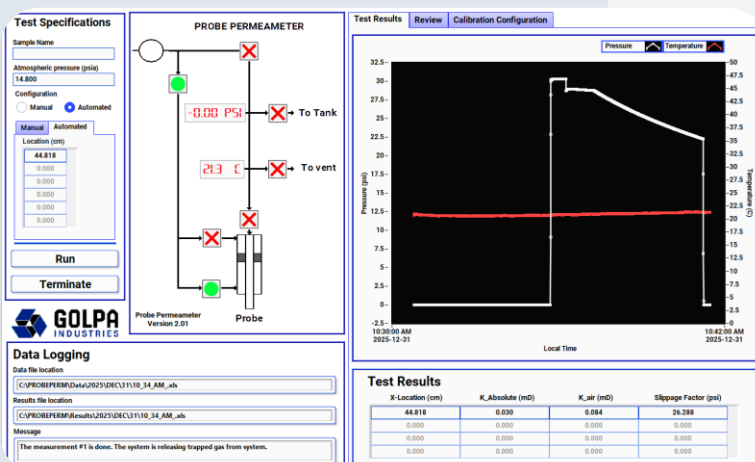 Test Specifications
Sample Name
Atmospheric pressure (psia)
14.800
Configuration
Manual Automated
Manual Automated
Location (cm)
44.818
0.000
0.000
0.000
0.000
0.000
Run
Terminate
GOLPA
INDUSTRIES
PROBE PERMEAMETER
-0.00 PSI
To Tank
21.3 C
To vent
Probe Permeameter
Version 2.01
Probe
Test Results Review Calibration Configuration
Pressure Temperature
32.5
30
27.5
25
22.5
20
17.5
15
12.5
10
7.5
5
2.5
0
-2.5
Pressure (psi)
50
47.5
45
42.5
40
37.5
35
32.5
30
27.5
25
22.5
20
17.5
15
12.5
10
7.5
5
2.5
0
Temperature (C)
10:30:00 AM
2025-12-31
10:42:00 AM
2025-12-31
Local Time
Data Logging
Data file location
C:\PROBEPERM\Data\2025\DEC\31\10_34_AM_.xls
Results file location
C:\PROBEPERM\Results\2025\DEC\31\10_34_AM_.xls
Message
The measurement #1 is done. The system is releasing trapped gas from system.
Test Results
X-Location (cm) K_Absolute (mD) K_air (mD) Slippage Factor (psi)
44.818 0.030 0.084 26.288
0.000 0.000 0.000 0.000
0.000 0.000 0.000 0.000
0.000 0.000 0.000 0.000